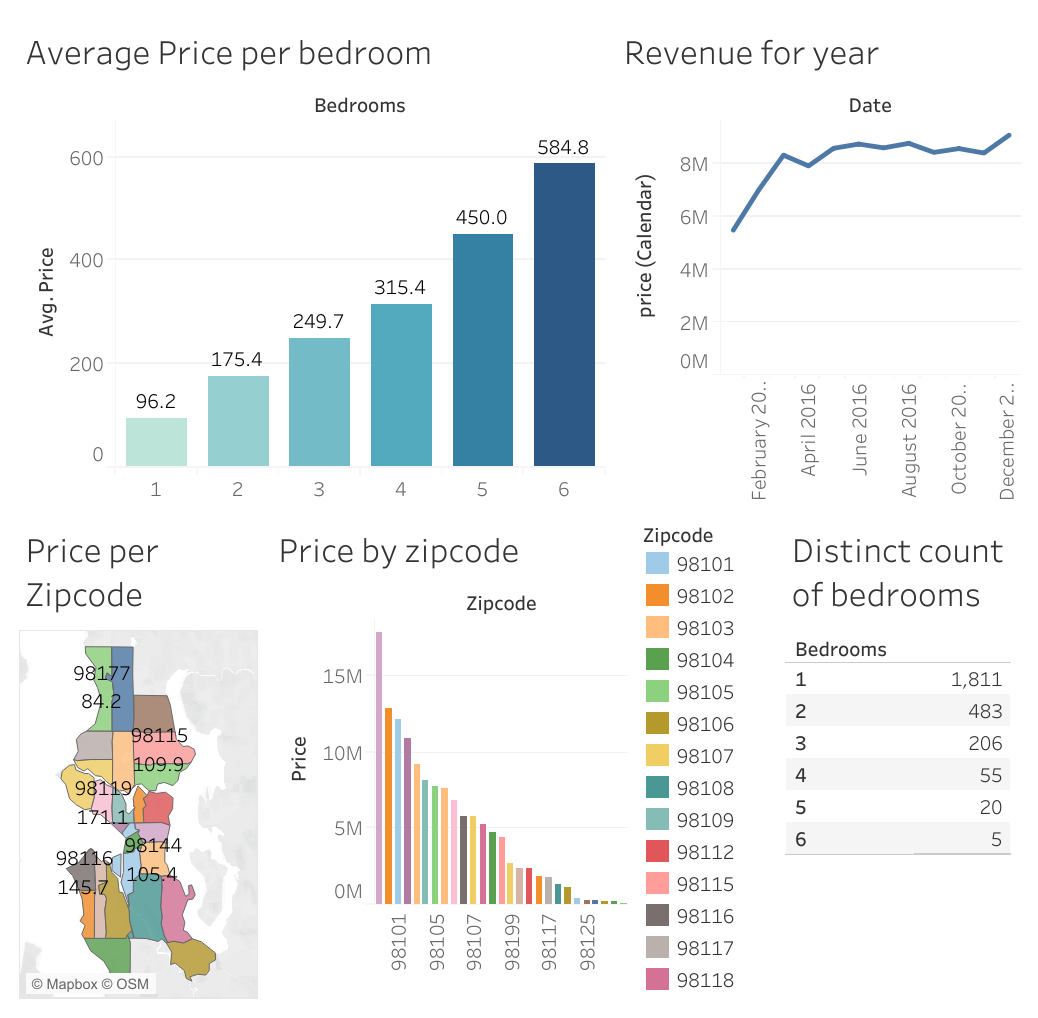 Average Price per bedroom
Bedrooms
Avg. Price
600
400
200
0
96.2
175.4
249.7
315.4
450.0
584.8
1
2
3
4
5
6
Revenue for year
Date
price (Calendar)
8M
6M
4M
2M
0M
February 20..
April 2016
June 2016
August 2016
October 20..
December 2..
Price per
Zipcode
98177
84.2
98115
109.9
98119
171.1
98144
105.4
98116
145.7
© Mapbox © OSM
Price by zipcode
Zipcode
Price
15M
10M
5M
0M
98101
98105
98107
98199
98117
98125
Zipcode
98101
98102
98103
98104
98105
98106
98107
98108
98109
98112
98115
98116
98117
98118
Distinct count
of bedrooms
Bedrooms
1 1,811
2 483
3 206
4 55
5 20
6 5